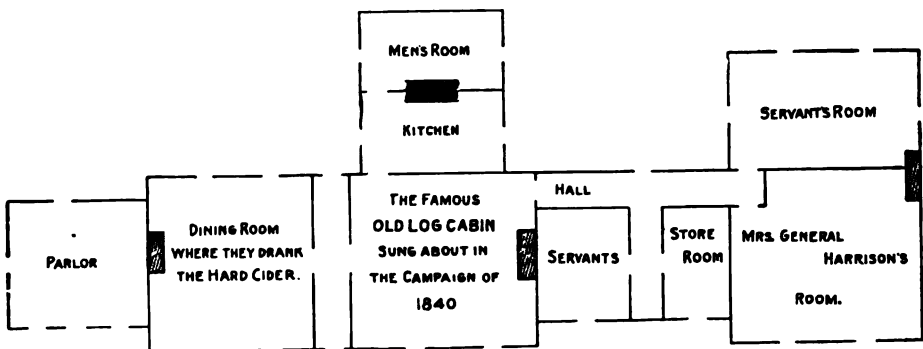 MEN'S ROOM
KITCHEN
SERVANT'S ROOM
PARLOR
DINING ROOM
WHERE THEY DRANK
THE HARD CIDER.
THE FAMOUS
OLD LOG CABIN
SUNG ABOUT IN
THE CAMPAIGN OF
1840
HALL
SERVANTS
STORE
ROOM
MRS. GENERAL
HARRISON'S
ROOM.